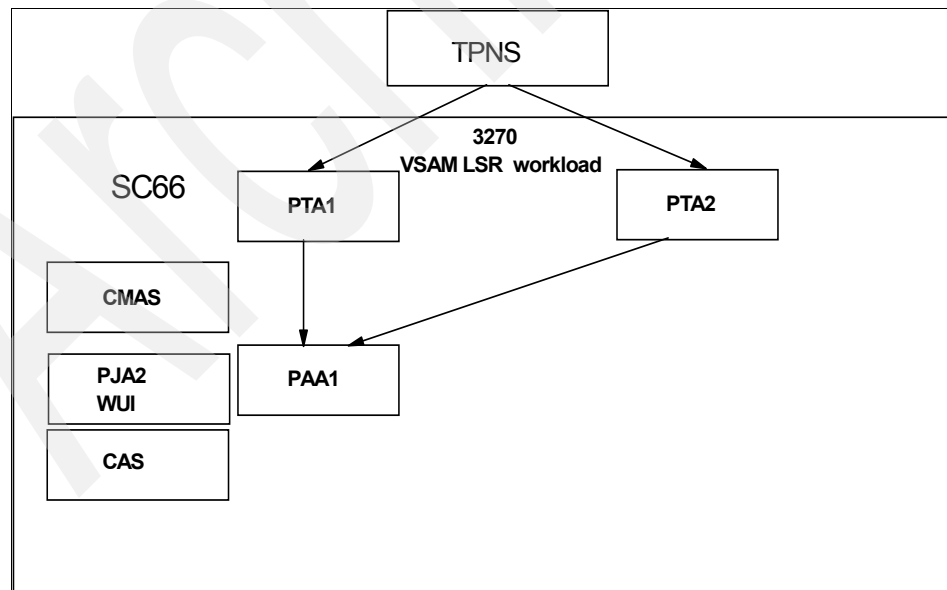 TPNS
3270
VSAM LSR workload
SC66
PTA1
PTA2
CMAS
PJA2
WUI
PAA1
CAS